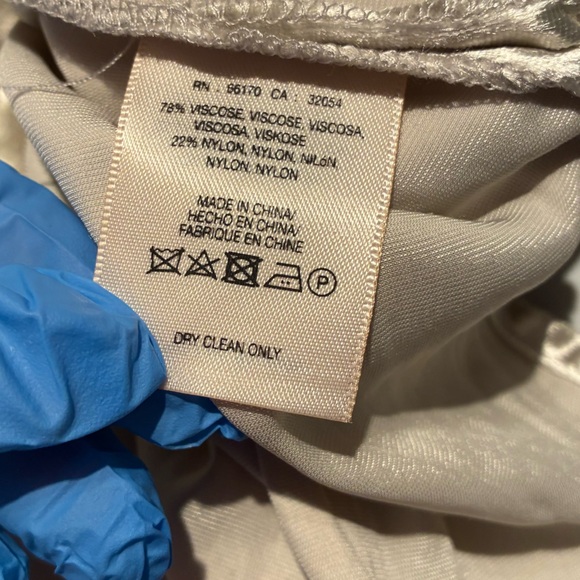 RN : 96170 CA : 32054
78% VISCOSE, VISCOSE, VISCOSA,
VISCOSA, VISKOSE
22% NYLON, NYLON, NILóN,
NYLON, NYLON
MADE IN CHINA/
HECHO EN CHINA/
FABRIQUE EN CHINE
P
DRY CLEAN ONLY